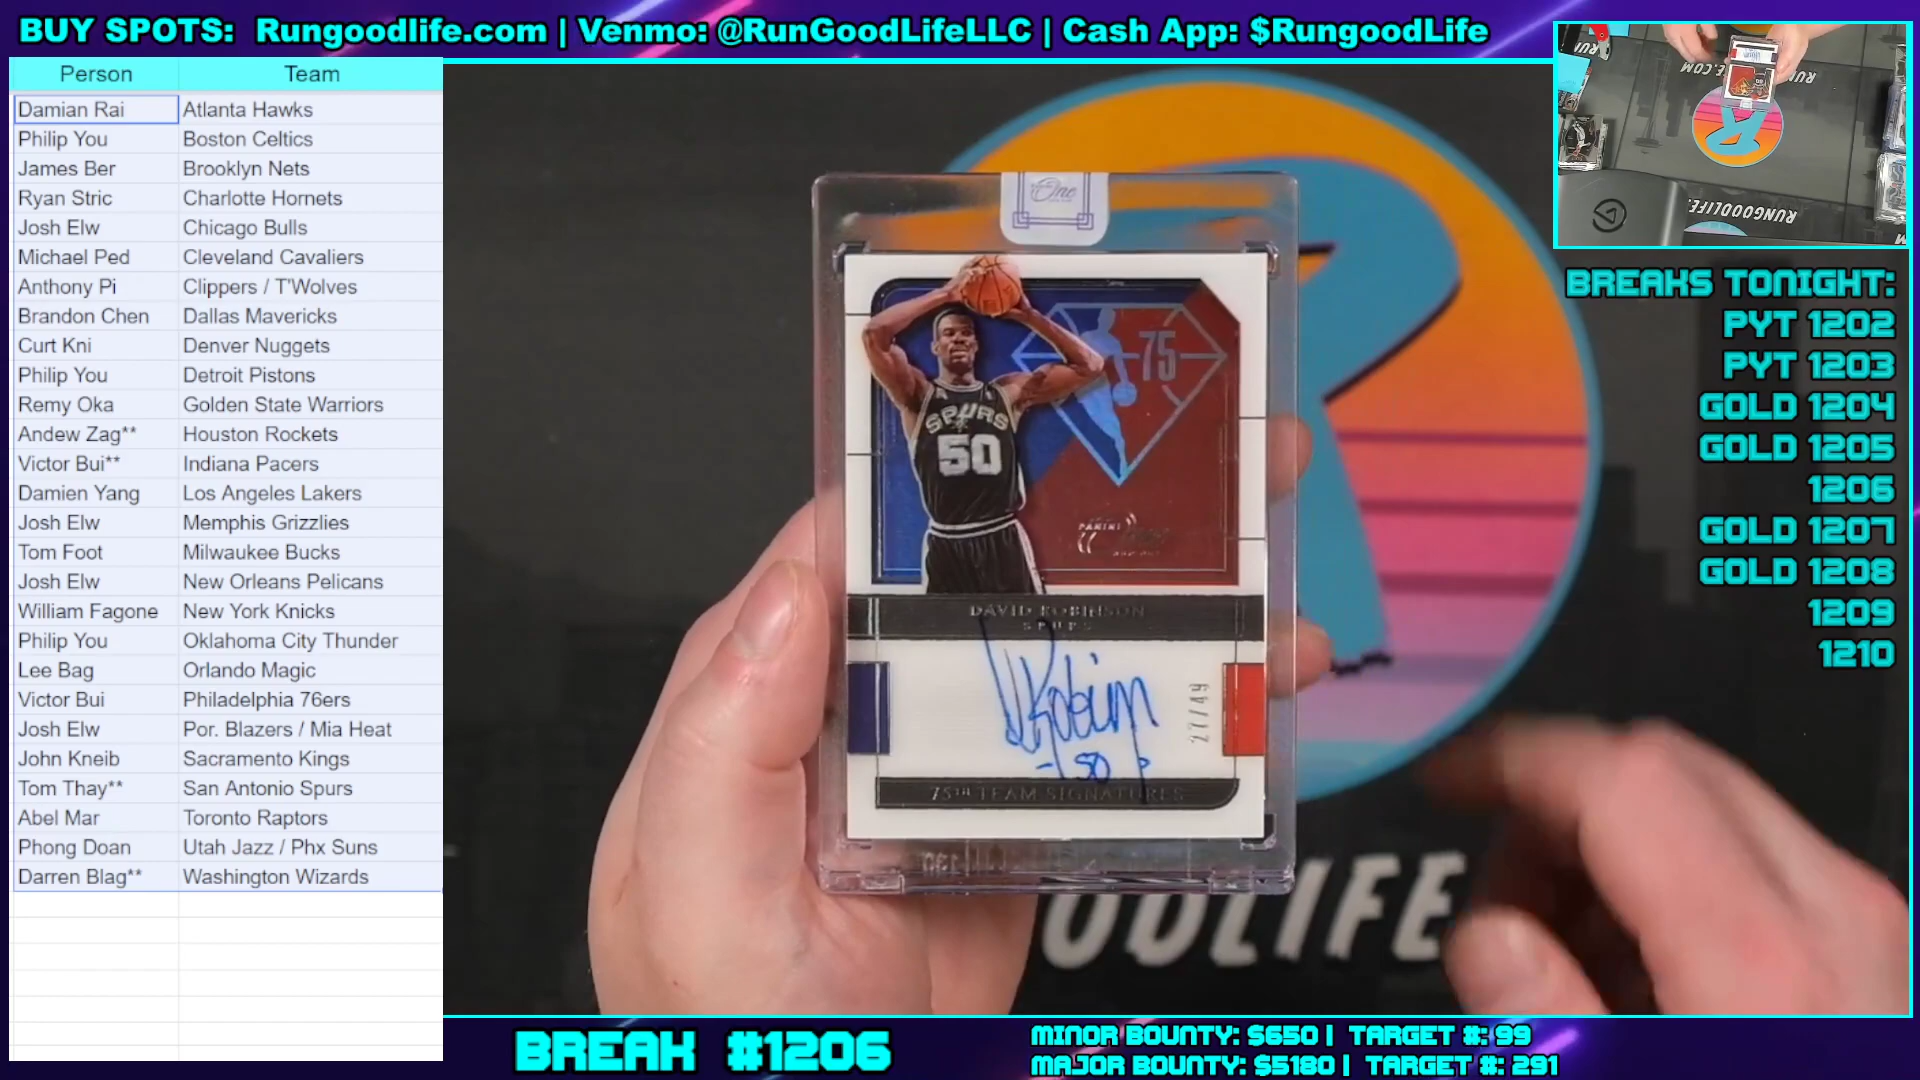 BUY SPOTS: Rungoodlife.com | Venmo: @RunGoodLifeLLC | Cash App: $RungoodLife
Person Team
Damian Rai Atlanta Hawks
Philip You Boston Celtics
James Ber Brooklyn Nets
Ryan Stric Charlotte Hornets
Josh Elw Chicago Bulls
Michael Ped Cleveland Cavaliers
Anthony Pi Clippers / T'Wolves
Brandon Chen Dallas Mavericks
Curt Kni Denver Nuggets
Philip You Detroit Pistons
Remy Oka Golden State Warriors
Andew Zag** Houston Rockets
Victor Bui** Indiana Pacers
Damien Yang Los Angeles Lakers
Josh Elw Memphis Grizzlies
Tom Foot Milwaukee Bucks
Josh Elw New Orleans Pelicans
William Fagone New York Knicks
Philip You Oklahoma City Thunder
Lee Bag Orlando Magic
Victor Bui Philadelphia 76ers
Josh Elw Por. Blazers / Mia Heat
John Kneib Sacramento Kings
Tom Thay** San Antonio Spurs
Abel Mar Toronto Raptors
Phong Doan Utah Jazz / Phx Suns
Darren Blag** Washington Wizards
One
75
SPURS
50
PANINI
DAVID ROBINSON
SPURS
27/49
50
75TH TEAM SIGNATURES
ODLIFE
RUNGOODLIFE.
BREAKS TONIGHT:
PYT 1202
PYT 1203
GOLD 1204
GOLD 1205
1206
GOLD 1207
GOLD 1208
1209
1210
BREAK #1206
MINOR BOUNTY: $650 | TARGET #: 99
MAJOR BOUNTY: $5180 | TARGET #: 291